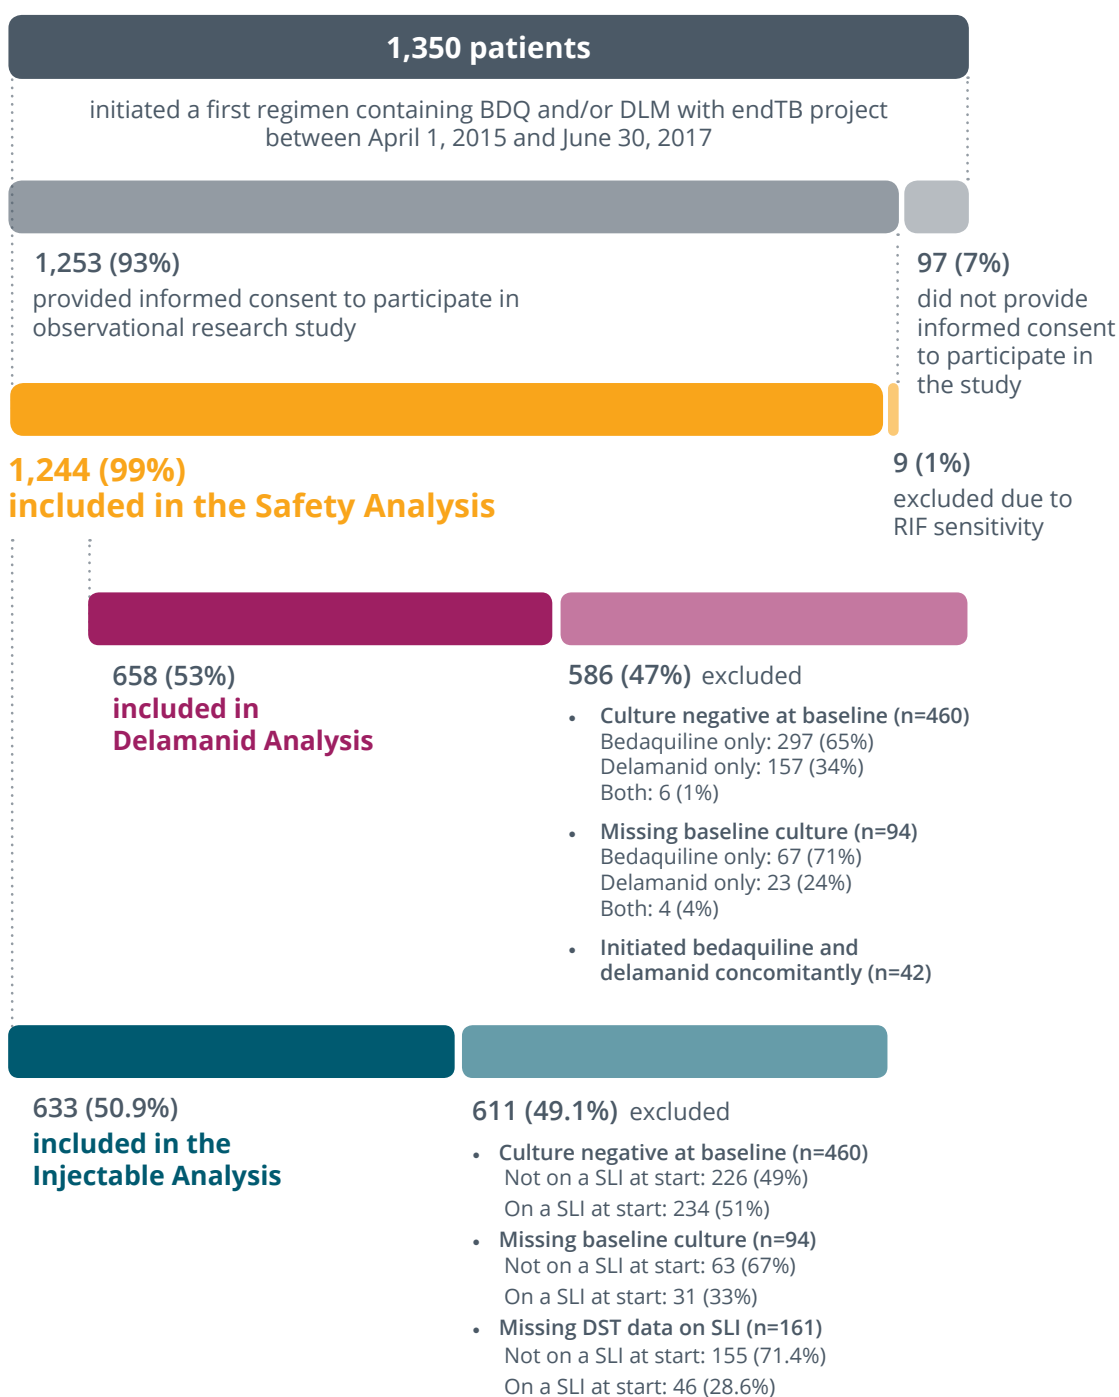 1,350 patients
initiated a first regimen containing BDQ and/or DLM with endTB project
between April 1, 2015 and June 30, 2017
1,253 (93%)
provided informed consent to participate in
observational research study
97 (7%)
did not provide
informed consent
to participate in
the study
1,244 (99%)
included in the Safety Analysis
9 (1%)
excluded due to
RIF sensitivity
658 (53%)
included in
Delamanid Analysis
586 (47%) excluded
• Culture negative at baseline (n=460)
Bedaquiline only: 297 (65%)
Delamanid only: 157 (34%)
Both: 6 (1%)
• Missing baseline culture (n=94)
Bedaquiline only: 67 (71%)
Delamanid only: 23 (24%)
Both: 4 (4%)
• Initiated bedaquiline and
delamanid concomitantly (n=42)
633 (50.9%)
included in the
Injectable Analysis
611 (49.1%) excluded
• Culture negative at baseline (n=460)
Not on a SLI at start: 226 (49%)
On a SLI at start: 234 (51%)
• Missing baseline culture (n=94)
Not on a SLI at start: 63 (67%)
On a SLI at start: 31 (33%)
• Missing DST data on SLI (n=161)
Not on a SLI at start: 155 (71.4%)
On a SLI at start: 46 (28.6%)